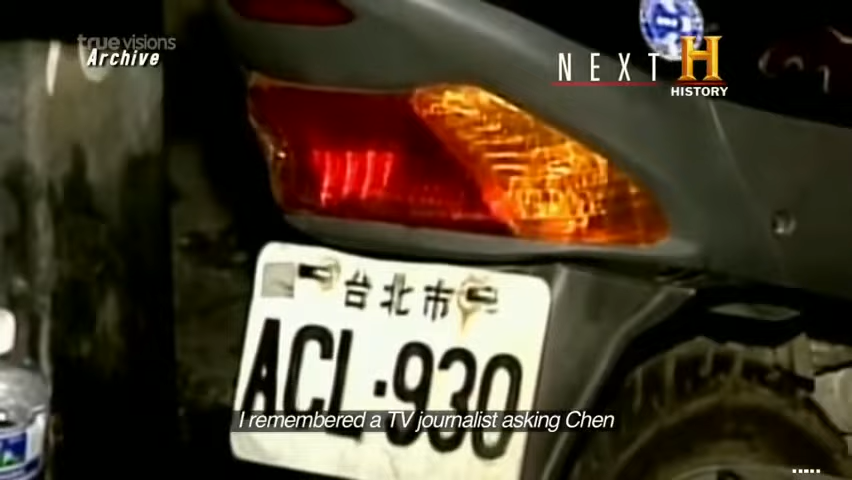 true visions
Archive
NEXT
H
HISTORY
台北市
ACL·930
I remembered a TV journalist asking Chen